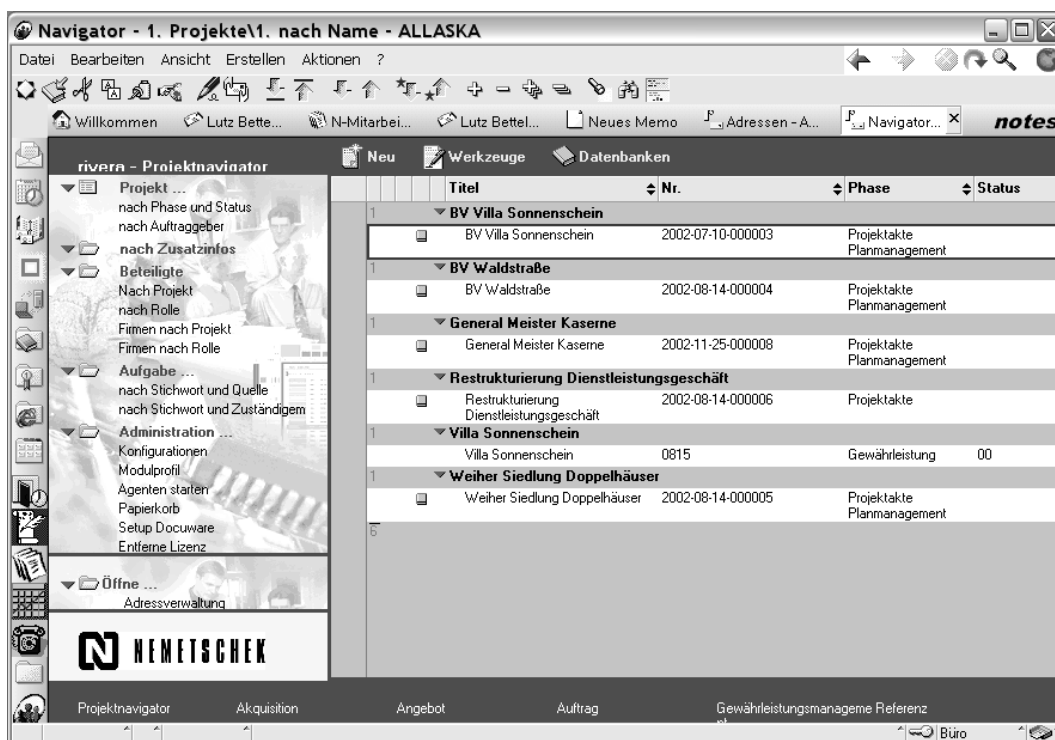 Navigator - 1. Projekte\1. nach Name - ALLASKA
Datei Bearbeiten Ansicht Erstellen Aktionen ?
Willkommen Lutz Bette... N-Mitarbei... Lutz Bettel... Neues Memo Adressen - A... Navigator... notes
rivera - Projektnavigator
Neu Werkzeuge Datenbanken
Projekt ...
nach Phase und Status
nach Auftraggeber
nach Zusatzinfos
Beteiligte
Nach Projekt
nach Rolle
Firmen nach Projekt
Firmen nach Rolle
Aufgabe ...
nach Stichwort und Quelle
nach Stichwort und Zuständigem
Administration ...
Konfigurationen
Modulprofil
Agenten starten
Papierkorb
Setup Docuware
Entferne Lizenz
Öffne ...
Adressverwaltung
NEMETSCHEK
Titel Nr. Phase Status
1 BV Villa Sonnenschein
BV Villa Sonnenschein 2002-07-10-000003 Projektakte
Planmanagement
1 BV Waldstraße
BV Waldstraße 2002-08-14-000004 Projektakte
Planmanagement
1 General Meister Kaserne
General Meister Kaserne 2002-11-25-000008 Projektakte
Planmanagement
1 Restrukturierung Dienstleistungsgeschäft
Restrukturierung 2002-08-14-000006 Projektakte
Dienstleistungsgeschäft
1 Villa Sonnenschein
Villa Sonnenschein 0815 Gewährleistung 00
1 Weiher Siedlung Doppelhäuser
Weiher Siedlung Doppelhäuser 2002-08-14-000005 Projektakte
Planmanagement
6
Projektnavigator Akquisition Angebot Auftrag Gewährleistungsmanageme Referenz
nt
Büro